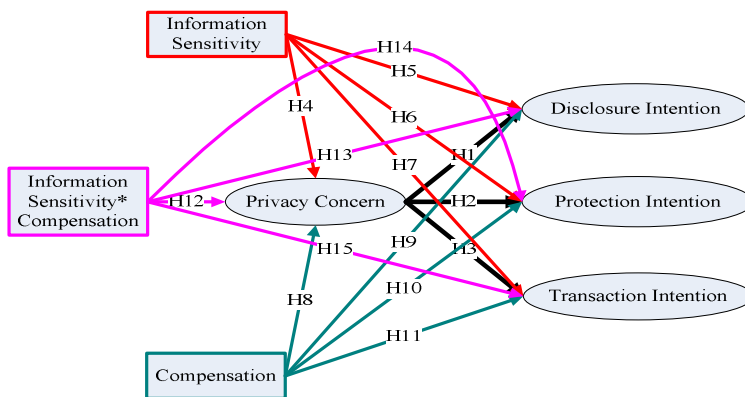 Information
Sensitivity
H14
H5
Disclosure Intention
H4
H6
H1
H13
H7
Information
Sensitivity*
Compensation
H12
Privacy Concern
H2
Protection Intention
H15
H9
H3
H8
H10
Transaction Intention
H11
Compensation